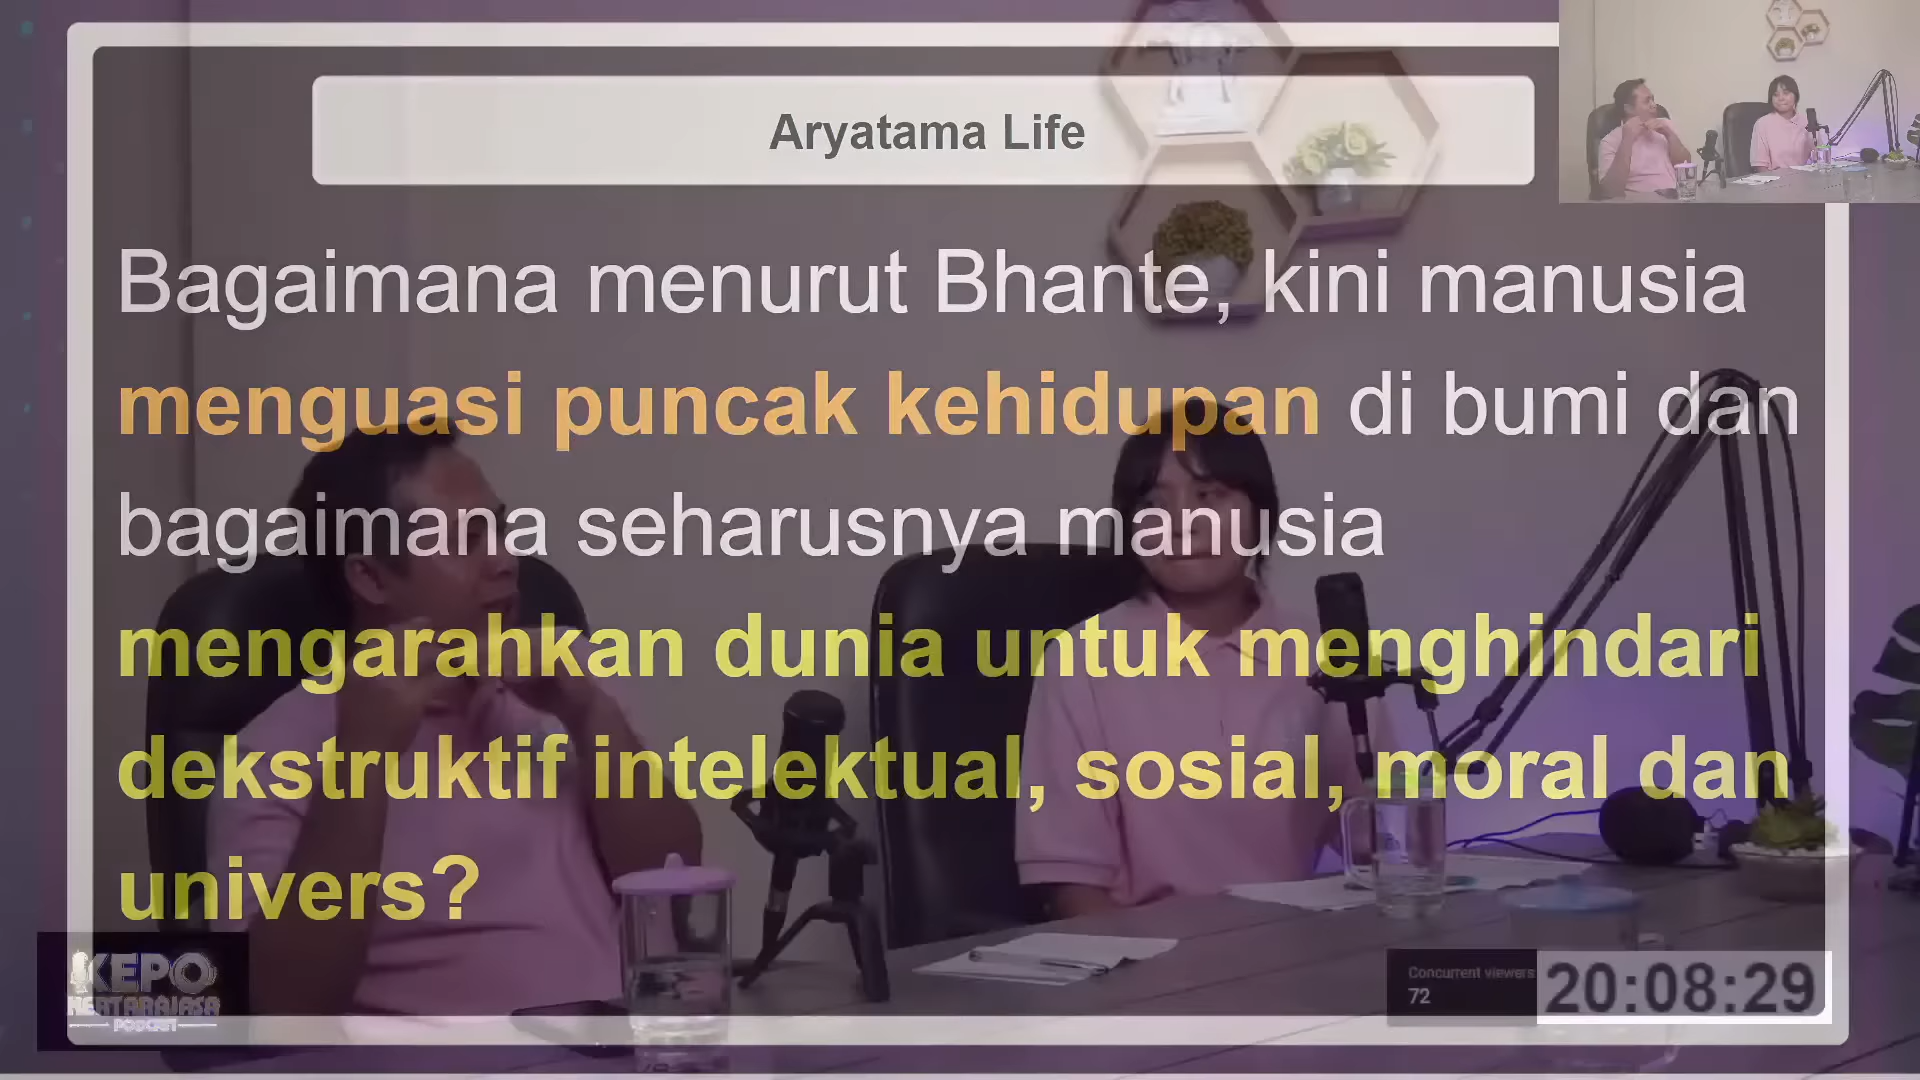 Aryatama Life
Bagaimana menurut Bhante, kini manusia
menguasi puncak kehidupan di bumi dan
bagaimana seharusnya manusia
mengarahkan dunia untuk menghindari
dekstruktif intelektual, sosial, moral dan
univers?
KEPO
KERTARAJASA
PODCAST
Concurrent viewers
72
20:08:29